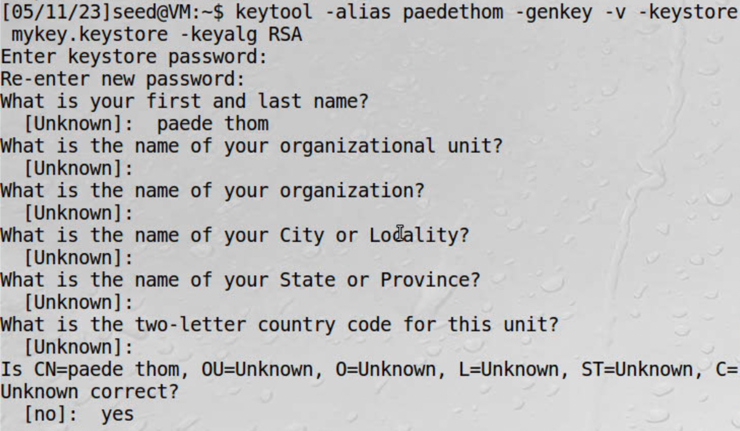 [05/11/23]seed@VM:~$ keytool -alias paedethom -genkey -v -keystore
mykey.keystore -keyalg RSA
Enter keystore password:
Re-enter new password:
What is your first and last name?
[Unknown]:  paede thom
What is the name of your organizational unit?
[Unknown]:
What is the name of your organization?
[Unknown]:
What is the name of your City or Locality?
[Unknown]:
What is the name of your State or Province?
[Unknown]:
What is the two-letter country code for this unit?
[Unknown]:
Is CN=paede thom, OU=Unknown, O=Unknown, L=Unknown, ST=Unknown, C=
Unknown correct?
[no]:  yes